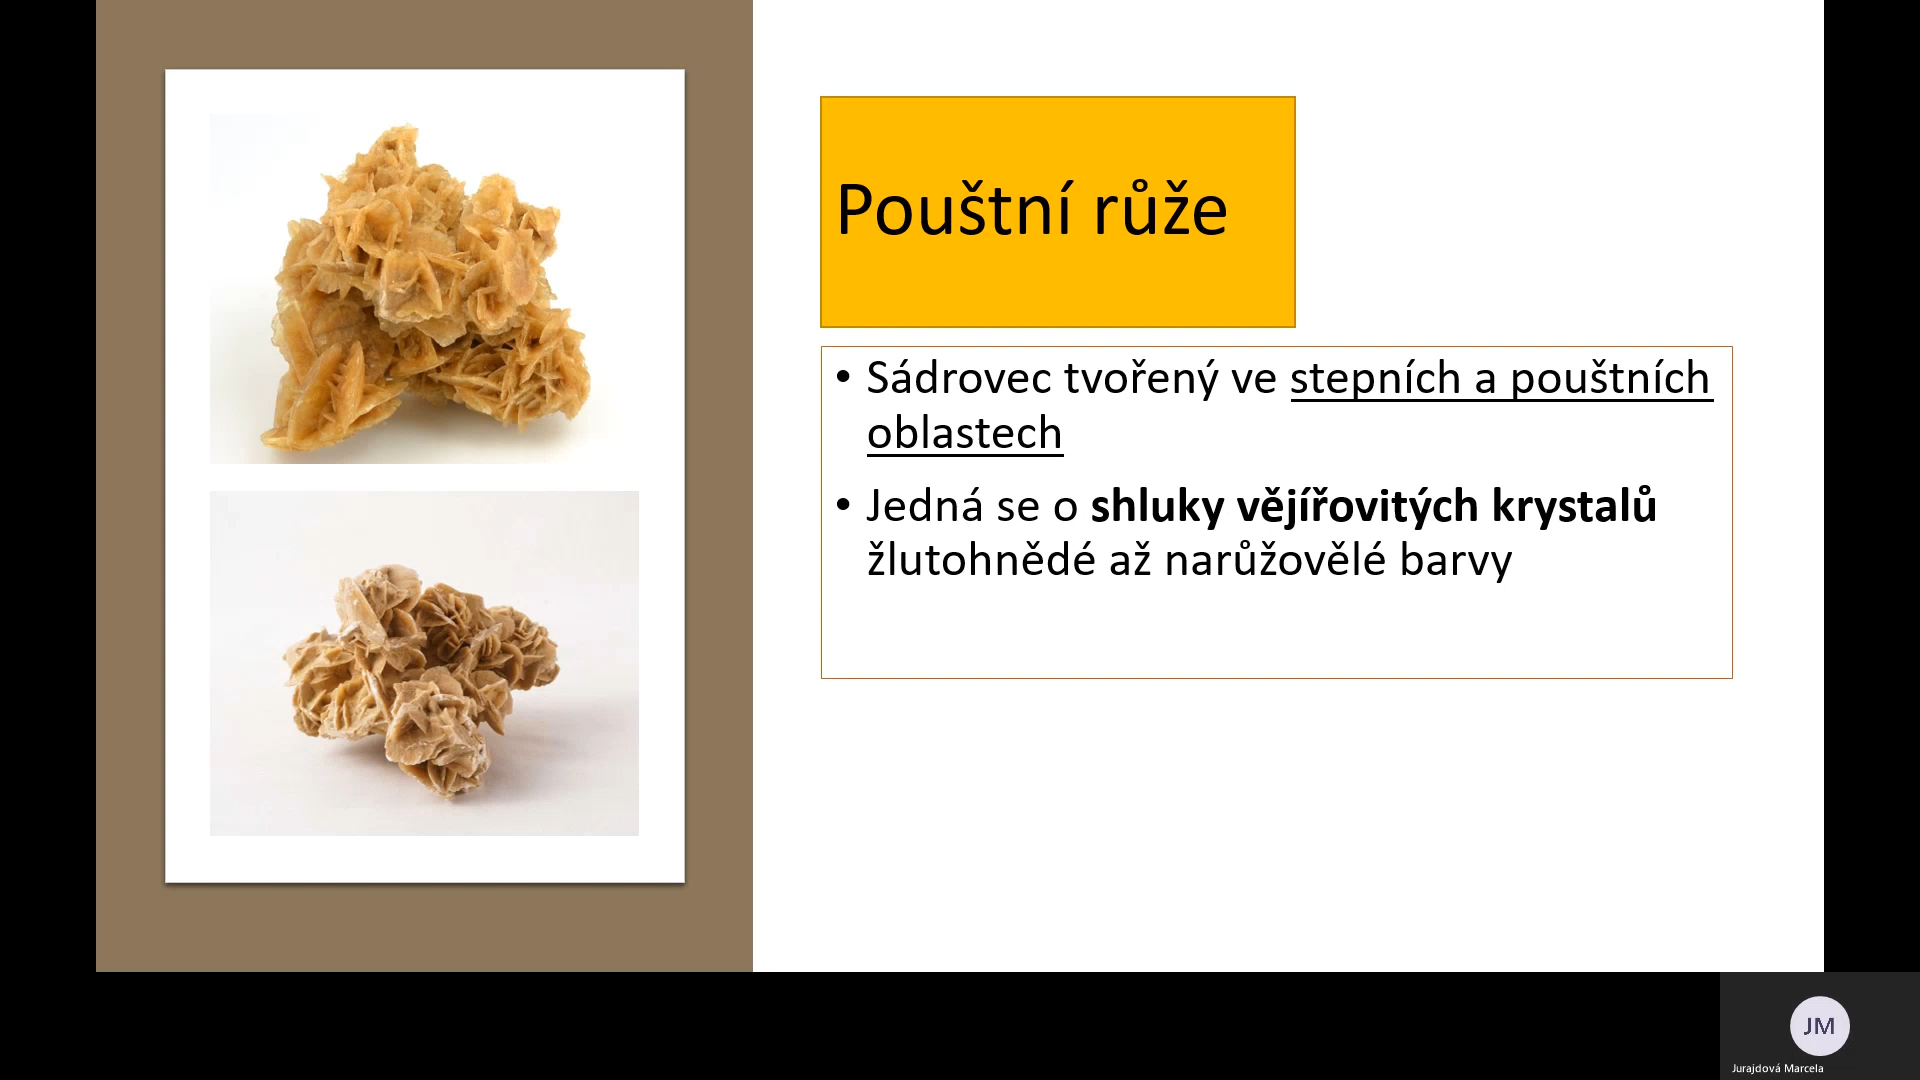 Pouštní růže
• Sádrovec tvořený ve stepních a pouštních
oblastech
• Jedná se o shluky vějířovitých krystalů
žlutohnědé až narůžovělé barvy
JM
Jurajdová Marcela